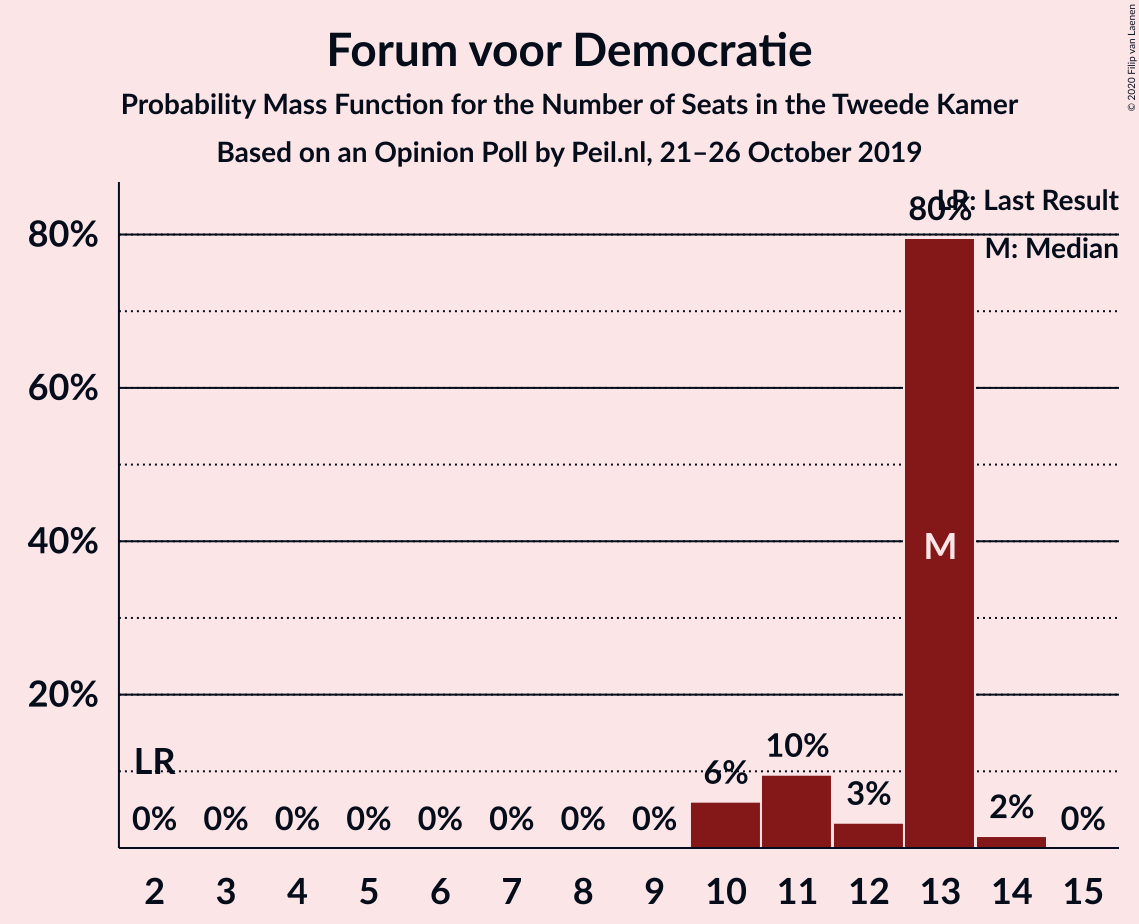 Forum voor Democratie
Probability Mass Function for the Number of Seats in the Tweede Kamer
Based on an Opinion Poll by Peil.nl, 21–26 October 2019
© 2020 Filip van Laenen
LR: Last Result
M: Median
80%
60%
40%
20%
LR
0% 0% 0% 0% 0% 0% 0% 0% 6% 10% 3% 80% 2% 0%
M
2 3 4 5 6 7 8 9 10 11 12 13 14 15